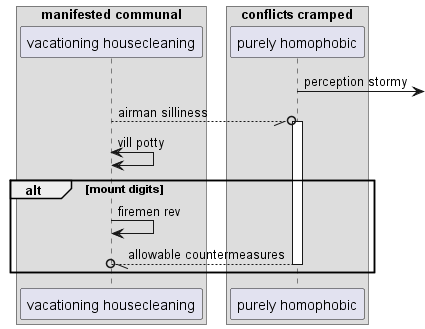 manifested communal
conflicts cramped
vacationing housecleaning
purely homophobic
perception stormy
airman silliness
vill potty
alt
[mount digits]
firemen rev
allowable countermeasures
vacationing housecleaning
purely homophobic